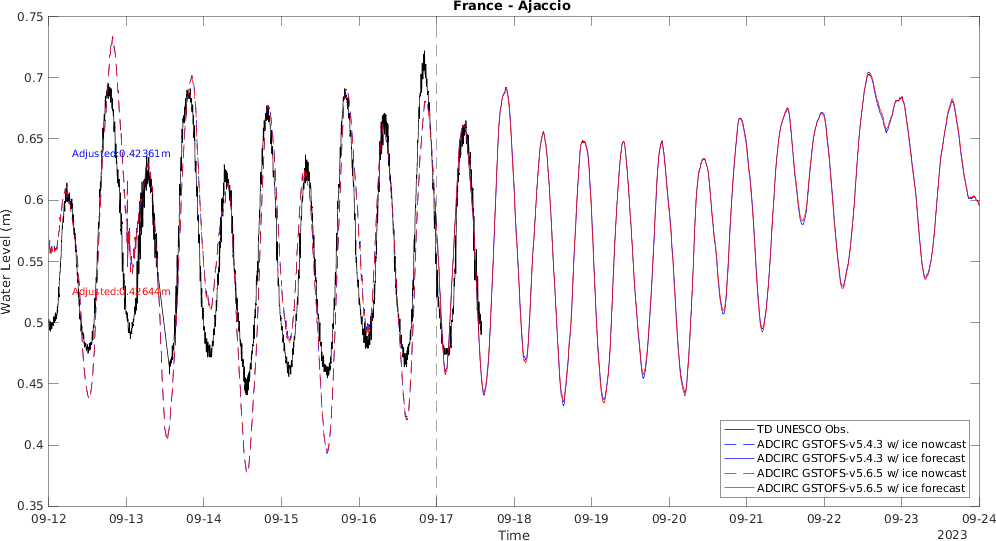 France - Ajaccio
0.75
0.7
0.65
0.6
0.55
0.5
0.45
0.4
0.35
Water Level (m)
Adjusted:0.42361m
Adjusted:0.42644m
TD UNESCO Obs.
ADCIRC GSTOFS-v5.4.3 w/ ice nowcast
ADCIRC GSTOFS-v5.4.3 w/ ice forecast
ADCIRC GSTOFS-v5.6.5 w/ ice nowcast
ADCIRC GSTOFS-v5.6.5 w/ ice forecast
09-12 09-13 09-14 09-15 09-16 09-17 09-18 09-19 09-20 09-21 09-22 09-23 09-24
Time
2023